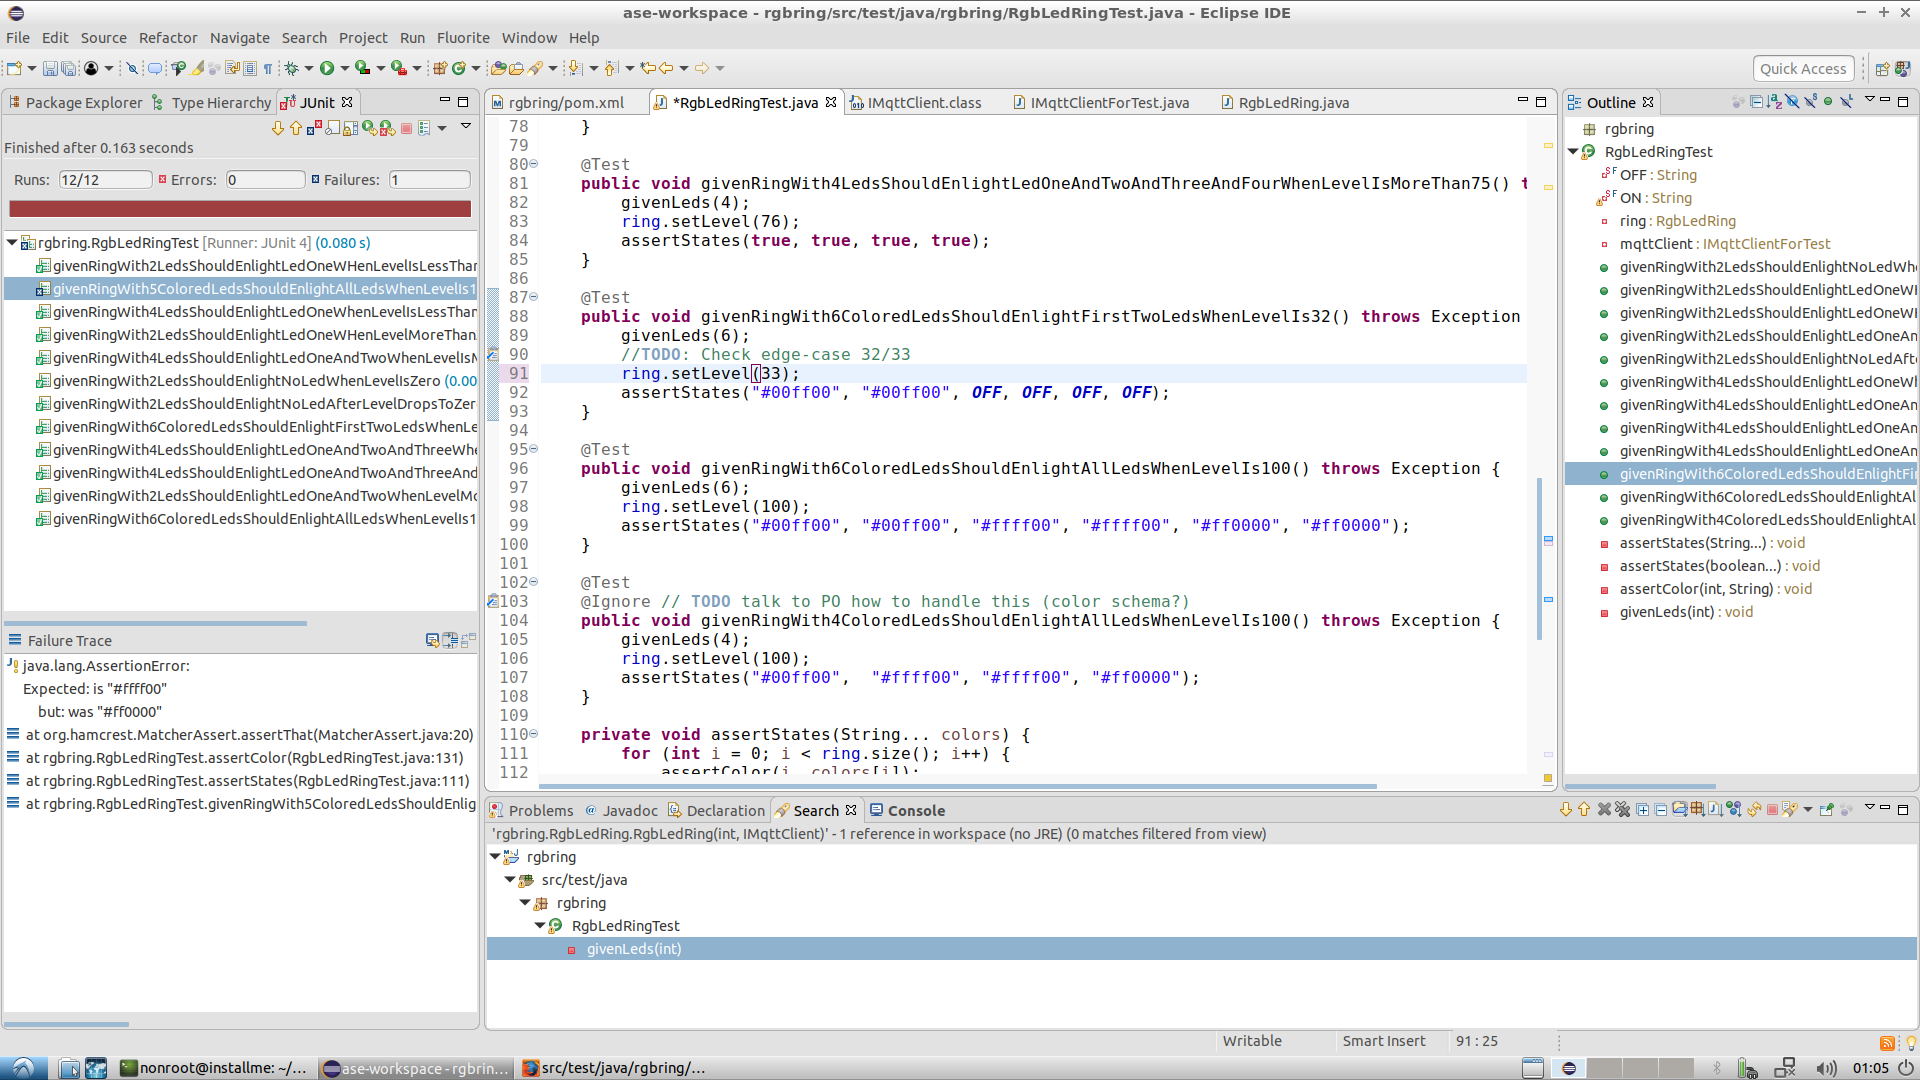 ase-workspace - rgbring/src/test/java/rgbring/RgbLedRingTest.java - Eclipse IDE
File Edit Source Refactor Navigate Search Project Run Fluorite Window Help
Quick Access
Package Explorer Type Hierarchy JUnit
Finished after 0.163 seconds
Runs: 12/12 Errors: 0 Failures: 1
rgbring.RgbLedRingTest [Runner: JUnit 4] (0.080 s)
givenRingWith2LedsShouldEnlightLedOneWHenLevelIsLessThan
givenRingWith5ColoredLedsShouldEnlightAllLedsWhenLevelIs1
givenRingWith4LedsShouldEnlightLedOneWhenLevelIsLessThan
givenRingWith2LedsShouldEnlightLedOneWHenLevelMoreThan
givenRingWith4LedsShouldEnlightLedOneAndTwoWhenLevelIsM
givenRingWith2LedsShouldEnlightNoLedWhenLevelIsZero (0.00
givenRingWith2LedsShouldEnlightNoLedAfterLevelDropsToZero
givenRingWith6ColoredLedsShouldEnlightFirstTwoLedsWhenLe
givenRingWith4LedsShouldEnlightLedOneAndTwoAndThreeWhe
givenRingWith4LedsShouldEnlightLedOneAndTwoAndThreeAnd
givenRingWith2LedsShouldEnlightLedOneAndTwoWhenLevelMo
givenRingWith6ColoredLedsShouldEnlightAllLedsWhenLevelIs1
Failure Trace
java.lang.AssertionError:
Expected: is "#ffff00"
but: was "#ff0000"
at org.hamcrest.MatcherAssert.assertThat(MatcherAssert.java:20)
at rgbring.RgbLedRingTest.assertColor(RgbLedRingTest.java:131)
at rgbring.RgbLedRingTest.assertStates(RgbLedRingTest.java:111)
at rgbring.RgbLedRingTest.givenRingWith5ColoredLedsShouldEnlig
rgbring/pom.xml *RgbLedRingTest.java IMqttClient.class IMqttClientForTest.java RgbLedRing.java
78 }
79
80 @Test
81 public void givenRingWith4LedsShouldEnlightLedOneAndTwoAndThreeAndFourWhenLevelIsMoreThan75() t
82 givenLeds(4);
83 ring.setLevel(76);
84 assertStates(true, true, true, true);
85 }
86
87 @Test
88 public void givenRingWith6ColoredLedsShouldEnlightFirstTwoLedsWhenLevelIs32() throws Exception
89 givenLeds(6);
90 //TODO: Check edge-case 32/33
91 ring.setLevel(33);
92 assertStates("#00ff00", "#00ff00", OFF, OFF, OFF, OFF);
93 }
94
95 @Test
96 public void givenRingWith6ColoredLedsShouldEnlightAllLedsWhenLevelIs100() throws Exception {
97 givenLeds(6);
98 ring.setLevel(100);
99 assertStates("#00ff00", "#00ff00", "#ffff00", "#ffff00", "#ff0000", "#ff0000");
100 }
101
102 @Test
103 @Ignore // TODO talk to PO how to handle this (color schema?)
104 public void givenRingWith4ColoredLedsShouldEnlightAllLedsWhenLevelIs100() throws Exception {
105 givenLeds(4);
106 ring.setLevel(100);
107 assertStates("#00ff00", "#ffff00", "#ffff00", "#ff0000");
108 }
109
110 private void assertStates(String... colors) {
111 for (int i = 0; i < ring.size(); i++) {
112 assertColor(i, colors[i]);
Outline
rgbring
RgbLedRingTest
OFF : String
ON : String
ring : RgbLedRing
mqttClient : IMqttClientForTest
givenRingWith2LedsShouldEnlightNoLedWhe
givenRingWith2LedsShouldEnlightLedOneWH
givenRingWith2LedsShouldEnlightLedOneWH
givenRingWith2LedsShouldEnlightLedOneAn
givenRingWith2LedsShouldEnlightNoLedAfte
givenRingWith4LedsShouldEnlightLedOneWh
givenRingWith4LedsShouldEnlightLedOneAn
givenRingWith4LedsShouldEnlightLedOneAn
givenRingWith4LedsShouldEnlightLedOneAn
givenRingWith6ColoredLedsShouldEnlightFi
givenRingWith6ColoredLedsShouldEnlightAl
givenRingWith4ColoredLedsShouldEnlightAl
assertStates(String...) : void
assertStates(boolean...) : void
assertColor(int, String) : void
givenLeds(int) : void
Problems Javadoc Declaration Search Console
'rgbring.RgbLedRing.RgbLedRing(int, IMqttClient)' - 1 reference in workspace (no JRE) (0 matches filtered from view)
rgbring
src/test/java
rgbring
RgbLedRingTest
givenLeds(int)
Writable Smart Insert 91 : 25
nonroot@installme: ~/... ase-workspace - rgbrin... src/test/java/rgbring/... 01:05